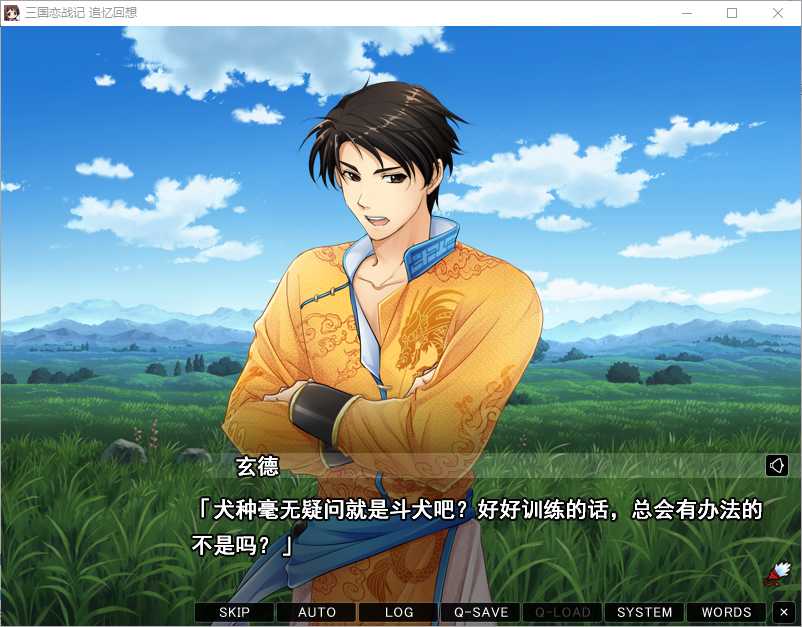 三国恋战记 追忆回想
玄德
「犬种毫无疑问就是斗犬吧？好好训练的话，总会有办法的
不是吗？」
SKIP AUTO LOG Q-SAVE Q-LOAD SYSTEM WORDS ×